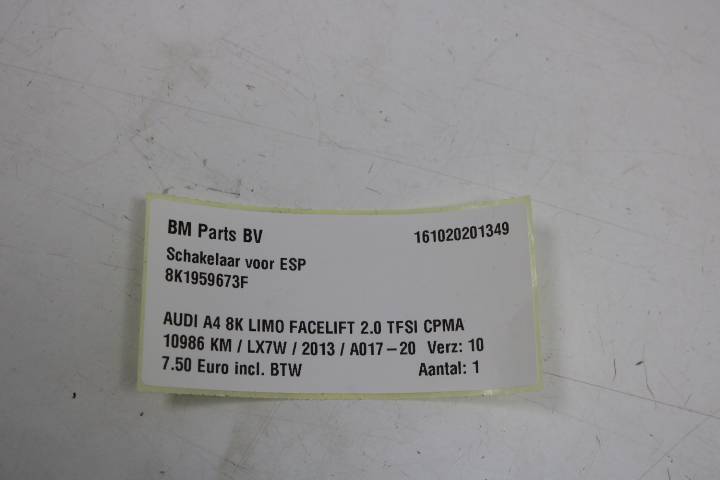 BM Parts BV 161020201349
Schakelaar voor ESP
8K1959673F
AUDI A4 8K LIMO FACELIFT 2.0 TFSI CPMA
10986 KM / LX7W / 2013 / A017-20 Verz: 10
7.50 Euro incl. BTW Aantal: 1